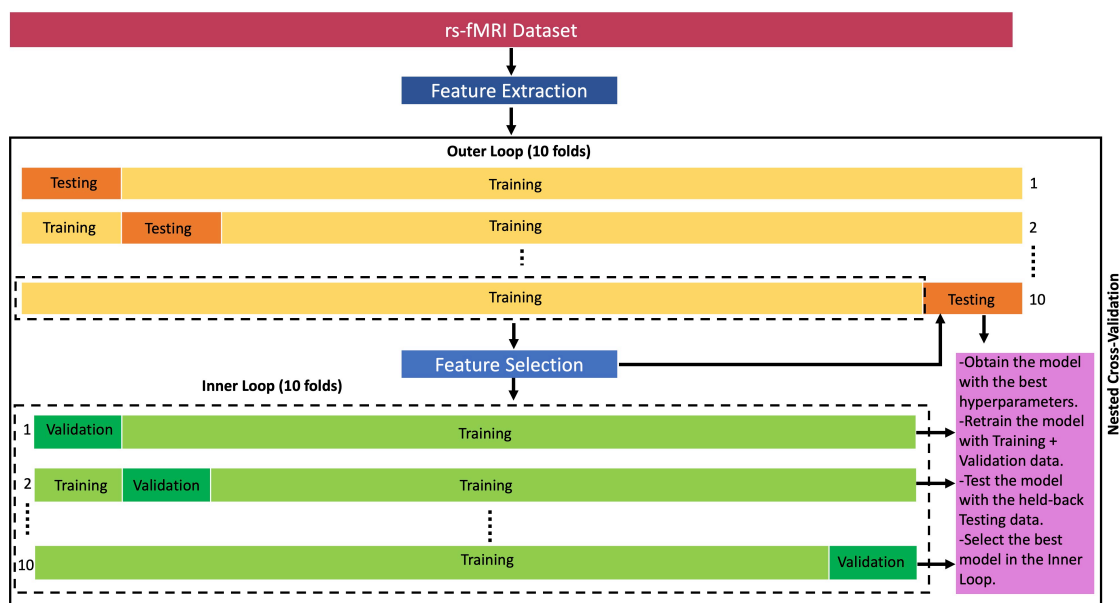 rs-fMRI Dataset
Feature Extraction
Outer Loop (10 folds)
Testing Training 1
Training Testing Training 2
Training Testing 10
Feature Selection
Inner Loop (10 folds)
1 Validation Training
2 Training Validation Training
10 Training Validation
-Obtain the model
with the best
hyperparameters.
-Retrain the model
with Training +
Validation data.
-Test the model
with the held-back
Testing data.
-Select the best
model in the Inner
Loop.
Nested Cross-Validation